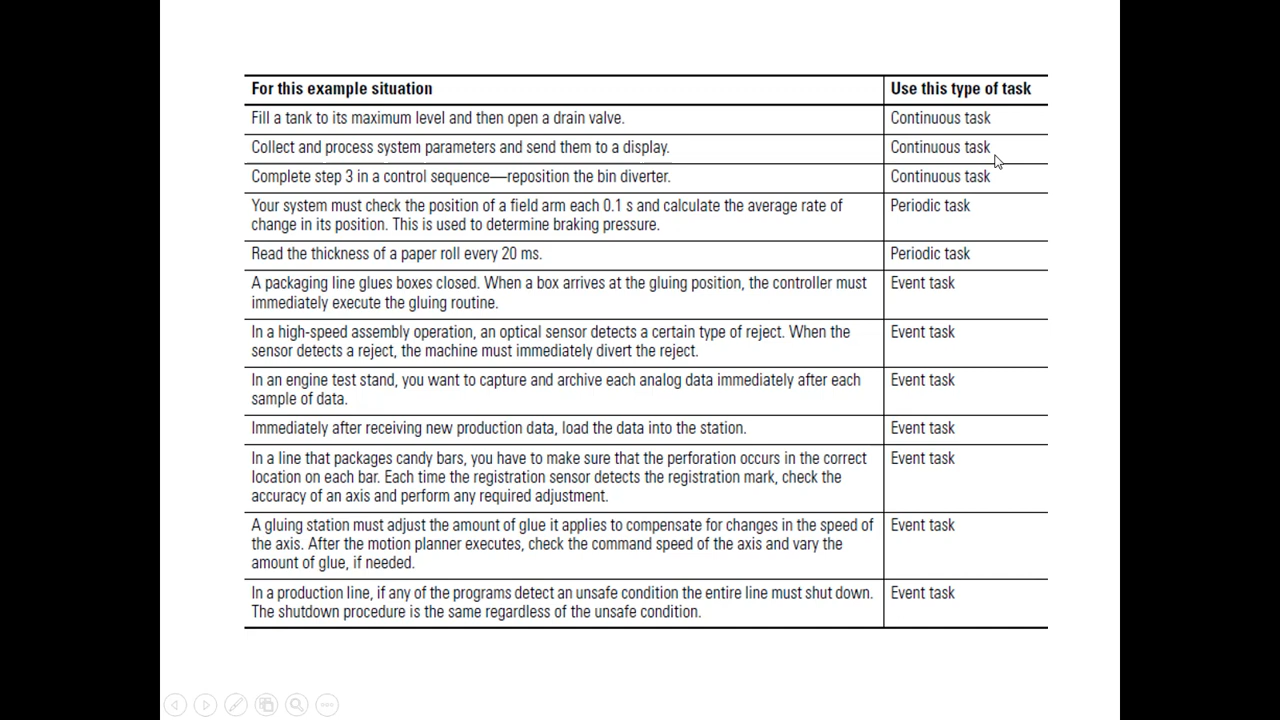 For this example situation
Use this type of task
Fill a tank to its maximum level and then open a drain valve.
Continuous task
Collect and process system parameters and send them to a display.
Continuous task
Complete step 3 in a control sequence—reposition the bin diverter.
Continuous task
Your system must check the position of a field arm each 0.1 s and calculate the average rate of
change in its position. This is used to determine braking pressure.
Periodic task
Read the thickness of a paper roll every 20 ms.
Periodic task
A packaging line glues boxes closed. When a box arrives at the gluing position, the controller must
immediately execute the gluing routine.
Event task
In a high-speed assembly operation, an optical sensor detects a certain type of reject. When the
sensor detects a reject, the machine must immediately divert the reject.
Event task
In an engine test stand, you want to capture and archive each analog data immediately after each
sample of data.
Event task
Immediately after receiving new production data, load the data into the station.
Event task
In a line that packages candy bars, you have to make sure that the perforation occurs in the correct
location on each bar. Each time the registration sensor detects the registration mark, check the
accuracy of an axis and perform any required adjustment.
Event task
A gluing station must adjust the amount of glue it applies to compensate for changes in the speed of
the axis. After the motion planner executes, check the command speed of the axis and vary the
amount of glue, if needed.
Event task
In a production line, if any of the programs detect an unsafe condition the entire line must shut down.
The shutdown procedure is the same regardless of the unsafe condition.
Event task